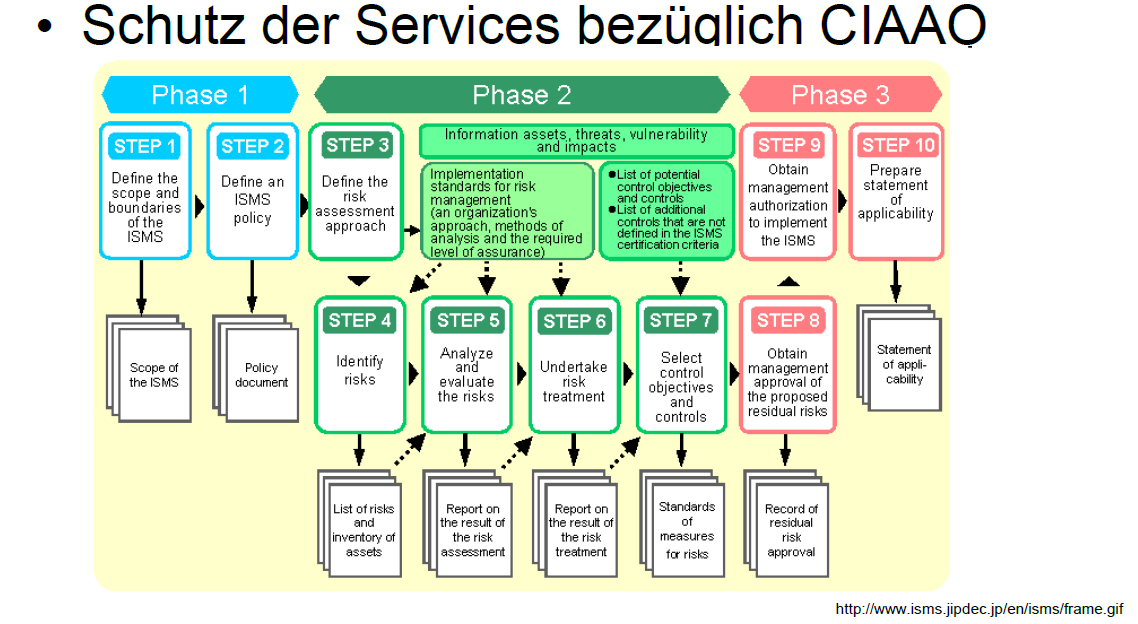 • Schutz der Services bezüglich CIAAO
Phase 1
Phase 2
Phase 3
STEP 1
Define the
scope and
boundaries
of the
ISMS
STEP 2
Define an
ISMS
policy
STEP 3
Define the
risk
assessment
approach
Information assets, threats, vulnerability
and impacts
Implementation
standards for risk
management
(an organization's
approach, methods of
analysis and the required
level of assurance)
●List of potential
control objectives
and controls
●List of additional
controls that are not
defined in the ISMS
certification criteria
STEP 9
Obtain
management
authorization
to implement
the ISMS
STEP 10
Prepare
statement
of
applicability
STEP 4
Identify
risks
STEP 5
Analyze
and
evaluate
the risks
STEP 6
Undertake
risk
treatment
STEP 7
Select
control
objectives
and
controls
STEP 8
Obtain
management
approval of
the proposed
residual risks
Scope of
the ISMS
Policy
document
Statement
of appli-
cability
List of risks
and
inventory of
assets
Report on
the result of
the risk
assessment
Report on
the result of
the risk
treatment
Standards
of
measures
for risks
Record of
residual
risk
approval
http://www.isms.jipdec.jp/en/isms/frame.gif